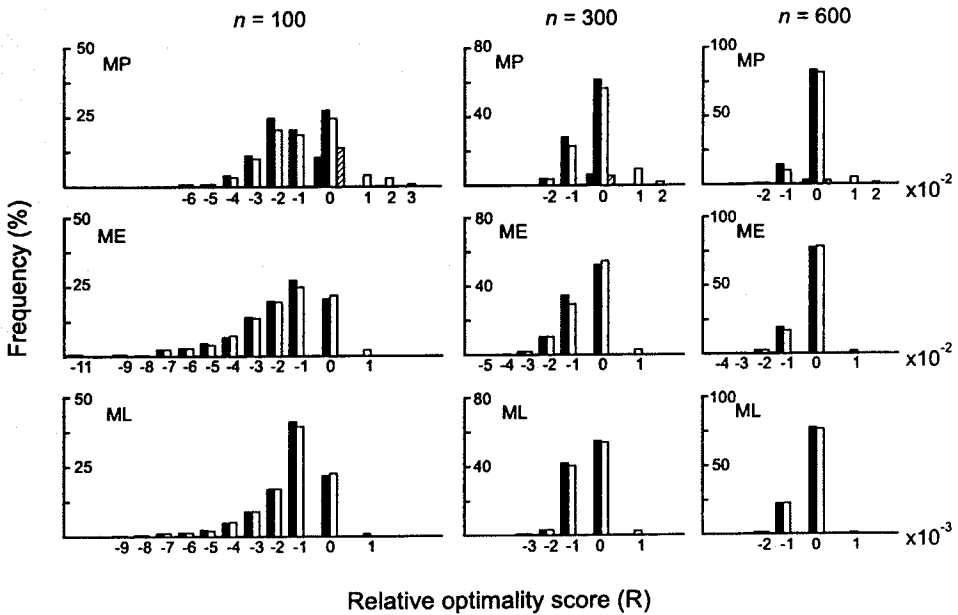 n = 100
n = 300
n = 600
Frequency (%)
50
MP
25
-6 -5 -4 -3 -2 -1 0 1 2 3
80
MP
40
-2 -1 0 1 2
100
MP
50
-2 -1 0 1 2
x10-2
50
ME
25
-11 -9 -8 -7 -6 -5 -4 -3 -2 -1 0 1
80
ME
40
-5 -4 -3 -2 -1 0 1
100
ME
50
-4 -3 -2 -1 0 1
x10-2
50
ML
25
-9 -8 -7 -6 -5 -4 -3 -2 -1 0 1
80
ML
40
-3 -2 -1 0 1
100
ML
50
-2 -1 0 1
x10-3
Relative optimality score (R)